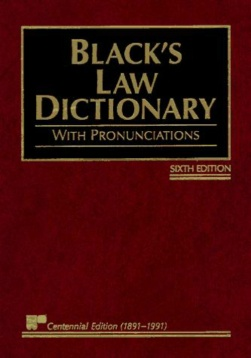 BLACK'S
LAW
DICTIONARY
WITH PRONUNCIATIONS
SIXTH EDITION
Centennial Edition (1891-1991)